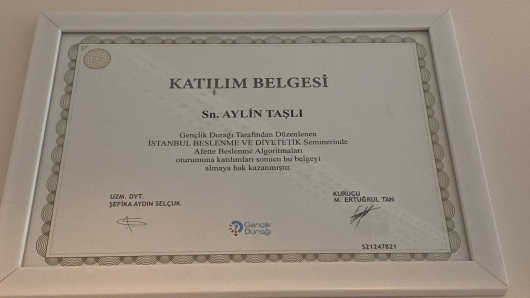 KATILIM BELGESİ
Sn. AYLİN TAŞLI
Gençlik Durağı Tarafından Düzenlenen
İSTANBUL BESLENME VE DİYETETİK Seminerinde
Afette Beslenme Algoritmaları
oturumuna katılımları sonucu bu belgeyi
almaya hak kazanmıştır.
UZM. DYT.
ŞEFİKA AYDIN SELÇUK
KURUCU
M. ERTUĞRUL TAN
Gençlik
Durağı
521247821